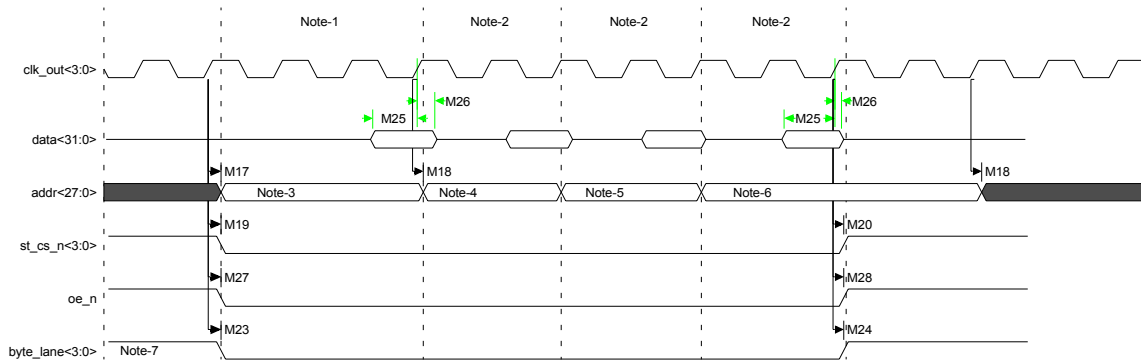 Note-1 Note-2 Note-2 Note-2
clk_out<3:0>
M26 M26
M25 M25
data<31:0>
M17 M18 M18
addr<27:0> Note-3 Note-4 Note-5 Note-6
M19 M20
st_cs_n<3:0>
M27 M28
oe_n
M23 M24
byte_lane<3:0> Note-7